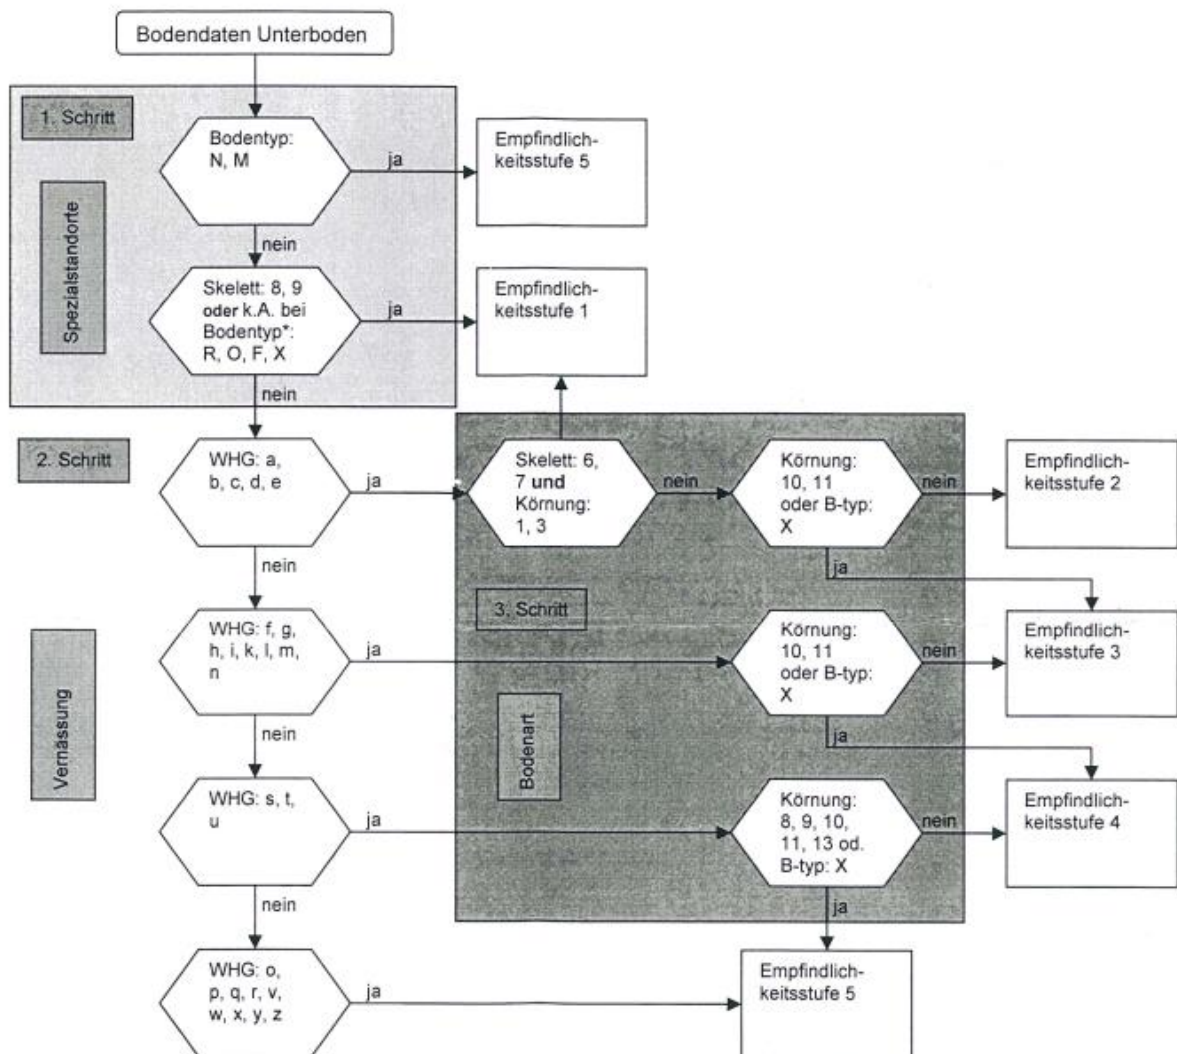 Bodendaten Unterboden
1. Schritt
Spezialstandorte
Bodentyp:
N, M
ja
Empfindlich-
keitsstufe 5
nein
Skelett: 8, 9
oder k.A. bei
Bodentyp*:
R, O, F, X
ja
Empfindlich-
keitsstufe 1
nein
2. Schritt
WHG: a,
b, c, d, e
ja
Skelett: 6,
7 und
Körnung:
1, 3
nein
Körnung:
10, 11
oder B-typ:
X
nein
Empfindlich-
keitsstufe 2
ja
nein
3. Schritt
Vernässung
WHG: f, g,
h, i, k, l, m,
n
ja
Bodenart
Körnung:
10, 11
oder B-typ:
X
nein
Empfindlich-
keitsstufe 3
ja
nein
WHG: s, t,
u
ja
Körnung:
8, 9, 10,
11, 13 od.
B-typ: X
nein
Empfindlich-
keitsstufe 4
ja
nein
WHG: o,
p, q, r, v,
w, x, y, z
ja
Empfindlich-
keitsstufe 5